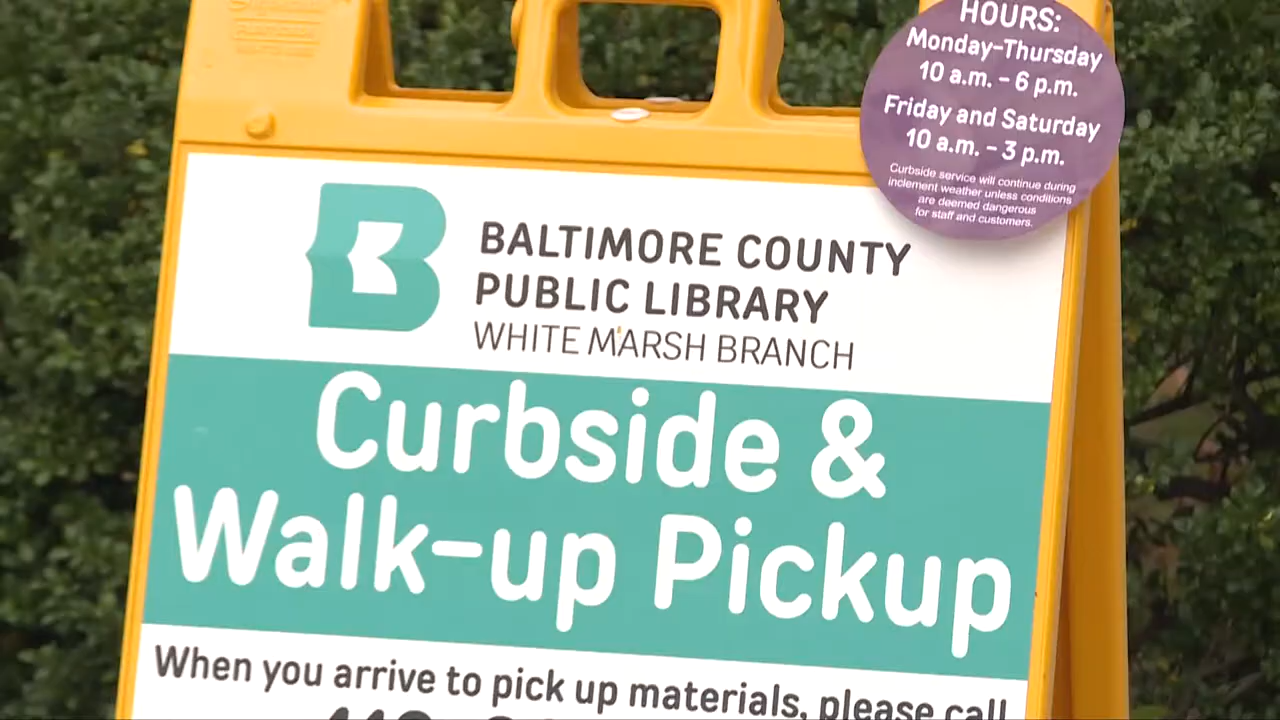 HOURS:
Monday-Thursday
10 a.m. - 6 p.m.
Friday and Saturday
10 a.m. - 3 p.m.
Curbside service will continue during
inclement weather unless conditions
are deemed dangerous
for staff and customers.
BALTIMORE COUNTY
PUBLIC LIBRARY
WHITE MARSH BRANCH
Curbside &
Walk-up Pickup
When you arrive to pick up materials, please call